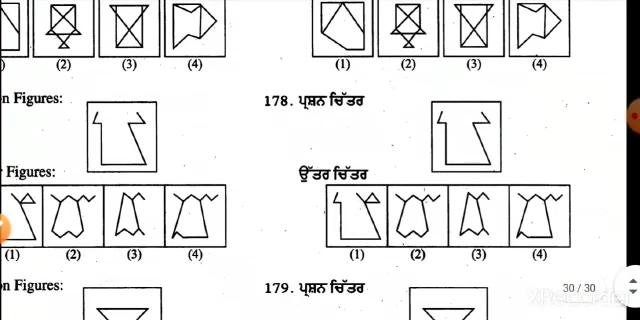 (2) (3) (4) (1) (2) (3) (4)
n Figures: 178. ਪ੍ਰਸ਼ਨ ਚਿੱਤਰ
Figures: ਉੱਤਰ ਚਿੱਤਰ
(1) (2) (3) (4) (1) (2) (3) (4)
n Figures: 179. ਪ੍ਰਸ਼ਨ ਚਿੱਤਰ 30 / 30
XRecorder